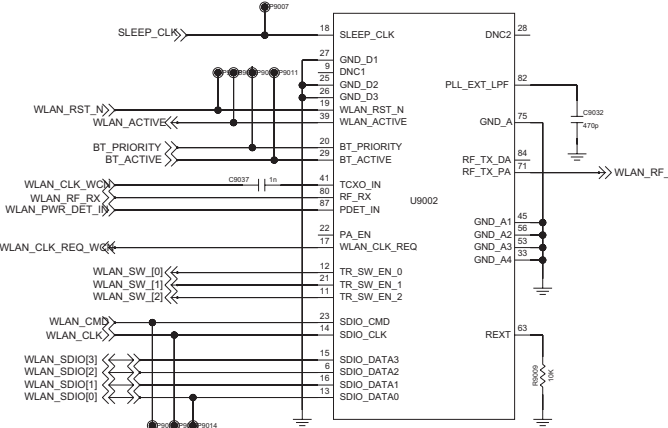 P9007
SLEEP_CLK
18 SLEEP_CLK
DNC2 28
27 GND_D1
9 DNC1
25 GND_D2
26 GND_D3
P9011
PLL_EXT_LPF 82
C9032
470p
WLAN_RST_N
19 WLAN_RST_N
WLAN_ACTIVE
39 WLAN_ACTIVE
GND_A 75
BT_PRIORITY
20 BT_PRIORITY
BT_ACTIVE
29 BT_ACTIVE
RF_TX_DA 84
RF_TX_PA 71
WLAN_RF_
WLAN_CLK_WCN
C9037 1n
41 TCXO_IN
WLAN_RF_RX
80 RF_RX
WLAN_PWR_DET_IN
87 PDET_IN
U9002
22 PA_EN
WLAN_CLK_REQ_WCN
17 WLAN_CLK_REQ
GND_A1 45
GND_A2 56
GND_A3 53
GND_A4 33
WLAN_SW_[0]
12 TR_SW_EN_0
WLAN_SW_[1]
21 TR_SW_EN_1
WLAN_SW_[2]
11 TR_SW_EN_2
WLAN_CMD
23 SDIO_CMD
WLAN_CLK
14 SDIO_CLK
REXT 63
R9009
10K
WLAN_SDIO[3]
15 SDIO_DATA3
WLAN_SDIO[2]
6 SDIO_DATA2
WLAN_SDIO[1]
16 SDIO_DATA1
WLAN_SDIO[0]
13 SDIO_DATA0
P9014